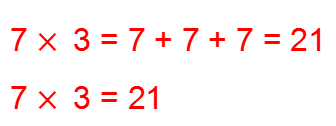 7 × 3 = 7 + 7 + 7 = 21
7 × 3 = 21